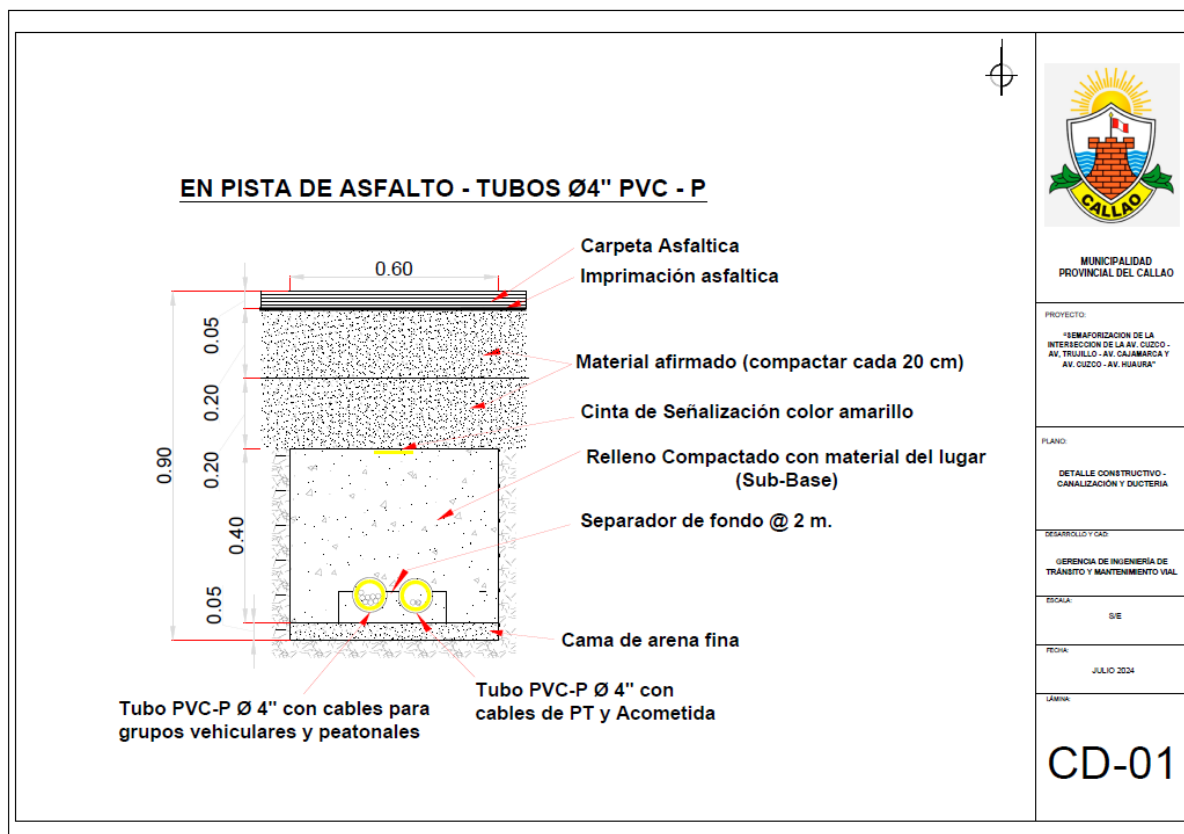 EN PISTA DE ASFALTO - TUBOS Ø4" PVC - P
0.60
Carpeta Asfaltica
Imprimación asfaltica
Material afirmado (compactar cada 20 cm)
Cinta de Señalización color amarillo
Relleno Compactado con material del lugar
(Sub-Base)
Separador de fondo @ 2 m.
Cama de arena fina
Tubo PVC-P Ø 4" con
cables de PT y Acometida
Tubo PVC-P Ø 4" con cables para
grupos vehiculares y peatonales
0.90
0.05
0.20
0.20
0.40
0.05
CALLAO
MUNICIPALIDAD
PROVINCIAL DEL CALLAO
PROYECTO:
"SEMAFORIZACION DE LA
INTERSECCION DE LA AV. CUZCO -
AV, TRUJILLO - AV. CAJAMARCA Y
AV. CUZCO - AV. HUAURA"
PLANO:
DETALLE CONSTRUCTIVO -
CANALIZACIÓN Y DUCTERIA
DESARROLLO Y CAD:
GERENCIA DE INGENIERÍA DE
TRÁNSITO Y MANTENIMIENTO VIAL
ESCALA:
S/E
FECHA:
JULIO 2024
LÁMINA:
CD-01